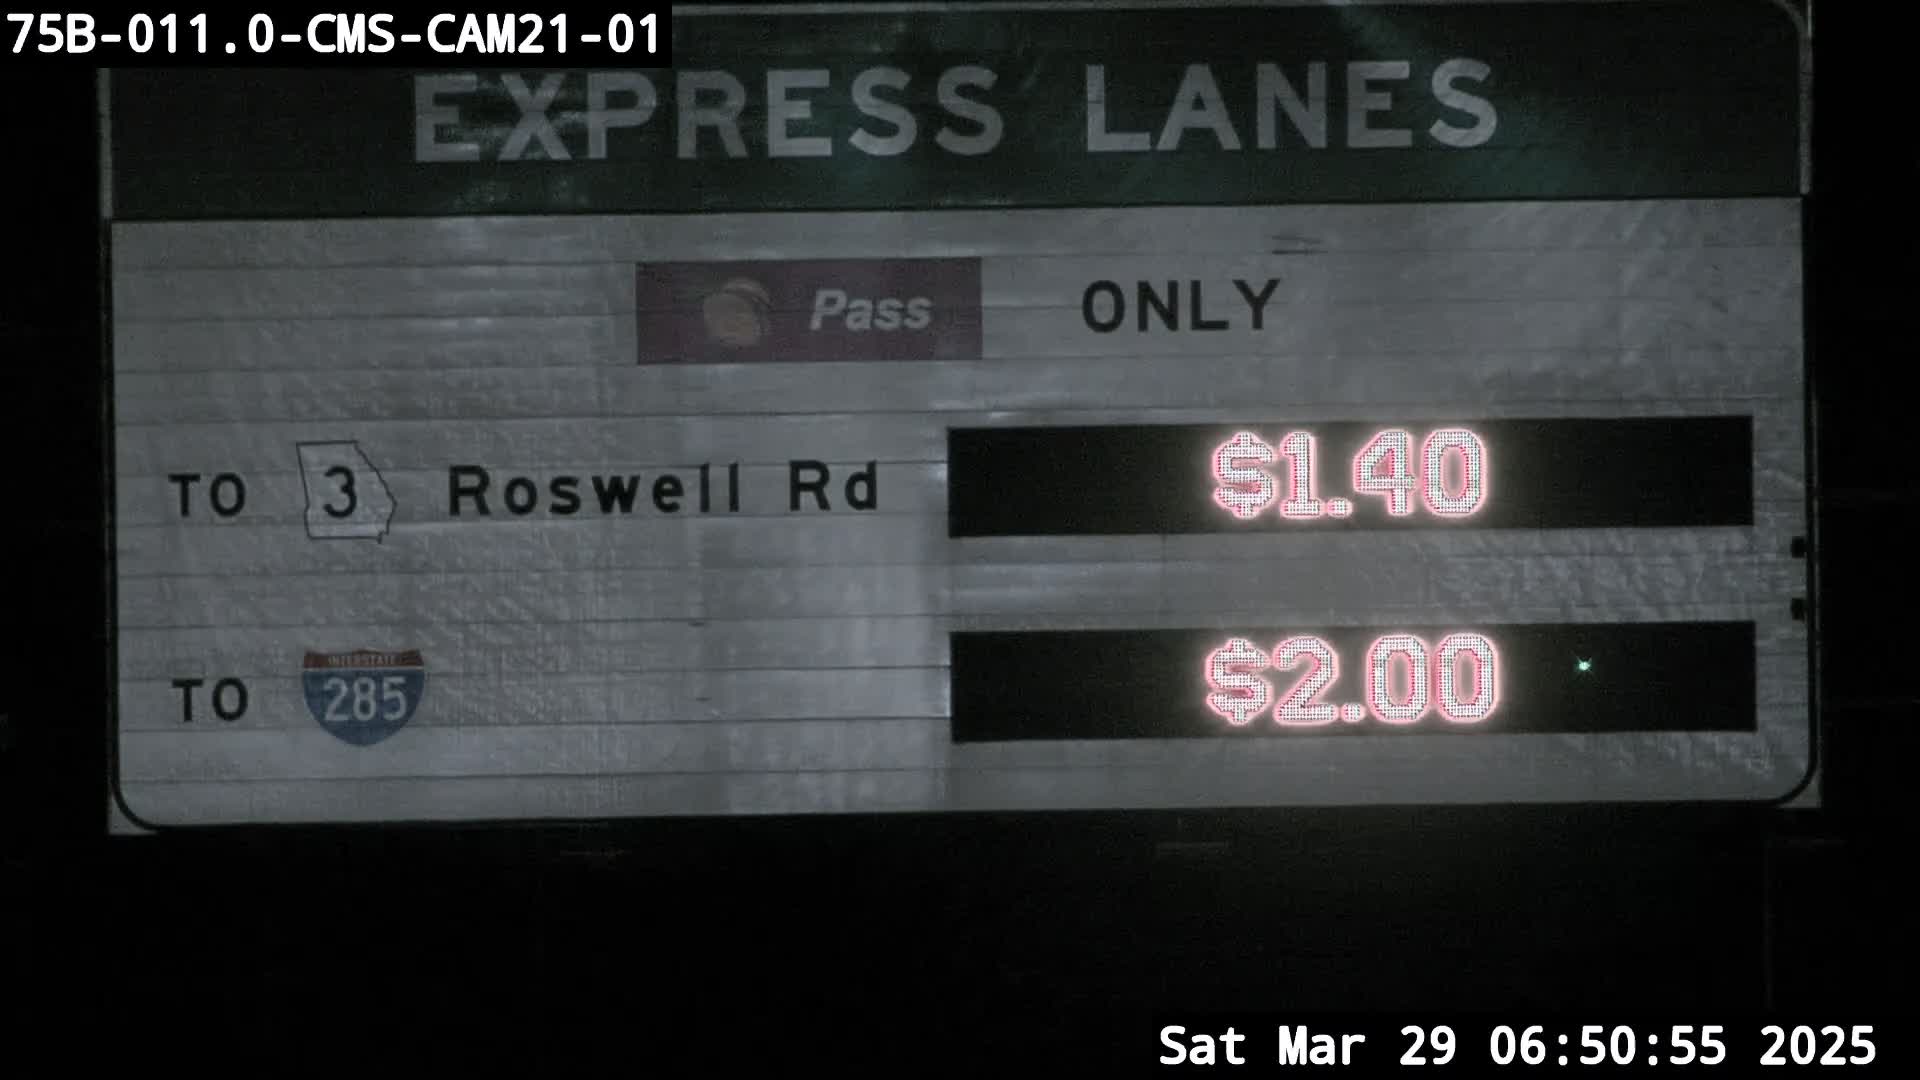 75B-011.0-CMS-CAM21-01
EXPRESS LANES
Pass ONLY
TO 3 Roswell Rd $1.40
TO INTERSTATE 285 $2.00
Sat Mar 29 06:50:55 2025